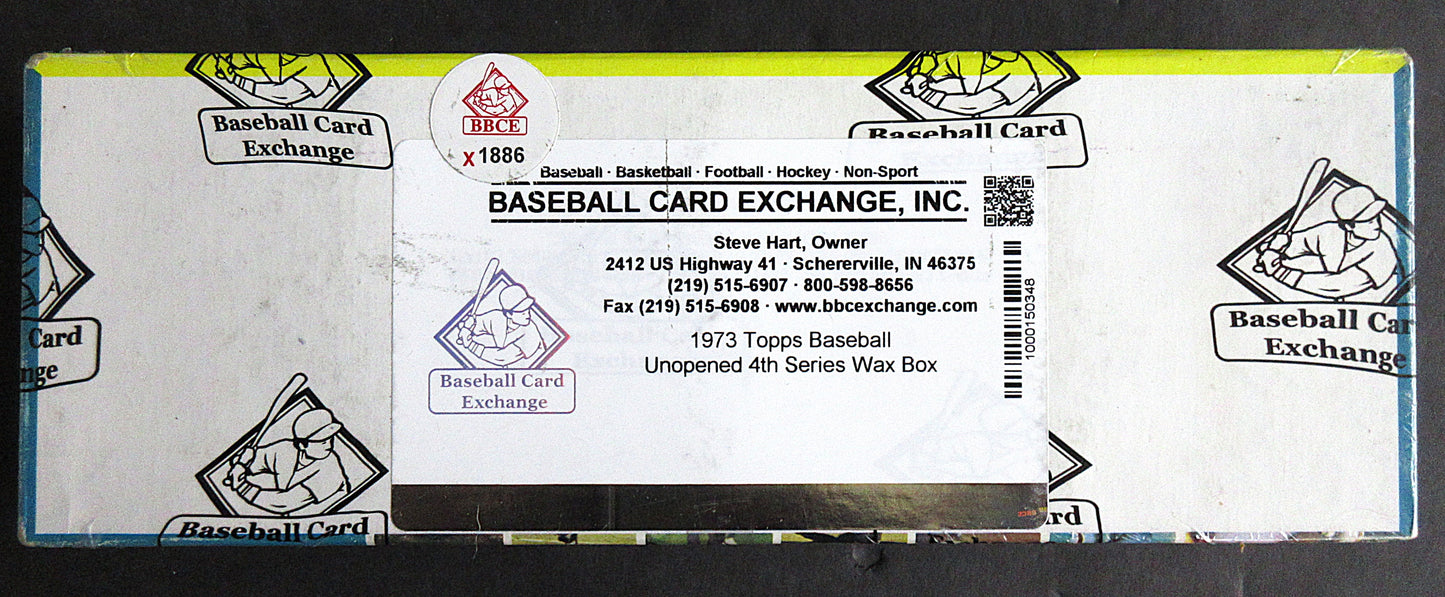 Baseball Card
Exchange
BBCE
X1886
Baseball Card
Baseball · Basketball · Football · Hockey · Non-Sport
BASEBALL CARD EXCHANGE, INC.
Steve Hart, Owner
2412 US Highway 41 · Schererville, IN 46375
(219) 515-6907 · 800-598-8656
Fax (219) 515-6908 · www.bbcexchange.com
1973 Topps Baseball
Unopened 4th Series Wax Box
1000150348
Baseball Card
Exchange
Card
nge
Baseball Car
Exchange
Baseball Card
rd